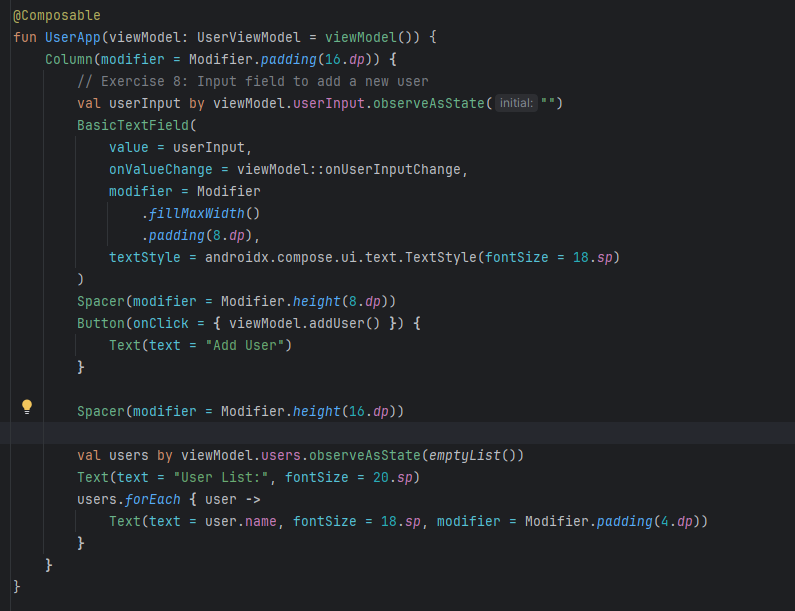 @Composable
fun UserApp(viewModel: UserViewModel = viewModel()) {
    Column(modifier = Modifier.padding(16.dp)) {
        // Exercise 8: Input field to add a new user
        val userInput by viewModel.userInput.observeAsState( initial: "")
        BasicTextField(
            value = userInput,
            onValueChange = viewModel::onUserInputChange,
            modifier = Modifier
                .fillMaxWidth()
                .padding(8.dp),
            textStyle = androidx.compose.ui.text.TextStyle(fontSize = 18.sp)
        )
        Spacer(modifier = Modifier.height(8.dp))
        Button(onClick = { viewModel.addUser() }) {
            Text(text = "Add User")
        }
        Spacer(modifier = Modifier.height(16.dp))
        val users by viewModel.users.observeAsState(emptyList())
        Text(text = "User List:", fontSize = 20.sp)
        users.forEach { user ->
            Text(text = user.name, fontSize = 18.sp, modifier = Modifier.padding(4.dp))
        }
    }
}